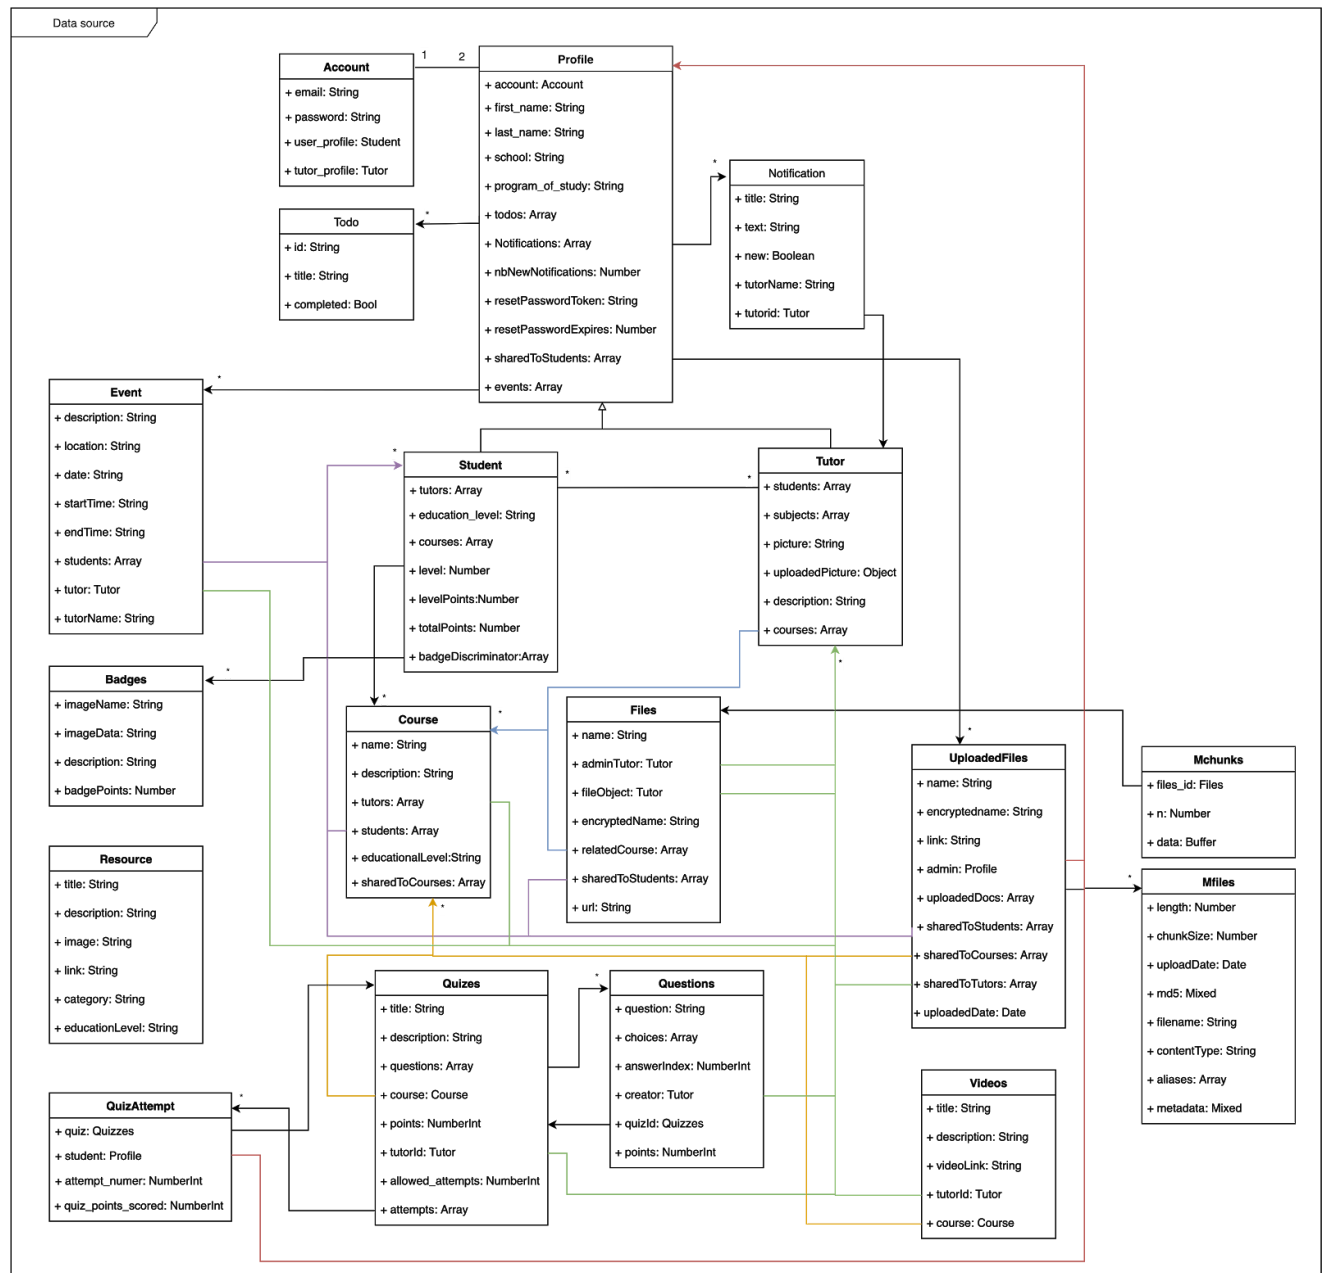 Data source
Account
+ email: String
+ password: String
+ user_profile: Student
+ tutor_profile: Tutor
1
2
Profile
+ account: Account
+ first_name: String
+ last_name: String
+ school: String
+ program_of_study: String
+ todos: Array
+ Notifications: Array
+ nbNewNotifications: Number
+ resetPasswordToken: String
+ resetPasswordExpires: Number
+ sharedToStudents: Array
+ events: Array
*
Notification
+ title: String
+ text: String
+ new: Boolean
+ tutorName: String
+ tutorid: Tutor
*
Todo
+ id: String
+ title: String
+ completed: Bool
*
Event
+ description: String
+ location: String
+ date: String
+ startTime: String
+ endTime: String
+ students: Array
+ tutor: Tutor
+ tutorName: String
*
Student
+ tutors: Array
+ education_level: String
+ courses: Array
+ level: Number
+ levelPoints:Number
+ totalPoints: Number
+ badgeDiscriminator:Array
*
*
Tutor
+ students: Array
+ subjects: Array
+ picture: String
+ uploadedPicture: Object
+ description: String
+ courses: Array
*
*
Badges
+ imageName: String
+ imageData: String
+ description: String
+ badgePoints: Number
*
*
Course
+ name: String
+ description: String
+ tutors: Array
+ students: Array
+ educationalLevel:String
+ sharedToCourses: Array
*
Files
+ name: String
+ adminTutor: Tutor
+ fileObject: Tutor
+ encryptedName: String
+ relatedCourse: Array
+ sharedToStudents: Array
+ url: String
*
UploadedFiles
+ name: String
+ encryptedname: String
+ link: String
+ admin: Profile
+ uploadedDocs: Array
+ sharedToStudents: Array
+ sharedToCourses: Array
+ sharedToTutors: Array
+ uploadedDate: Date
Mchunks
+ files_id: Files
+ n: Number
+ data: Buffer
*
Mfiles
+ length: Number
+ chunkSize: Number
+ uploadDate: Date
+ md5: Mixed
+ filename: String
+ contentType: String
+ aliases: Array
+ metadata: Mixed
Resource
+ title: String
+ description: String
+ image: String
+ link: String
+ category: String
+ educationLevel: String
Quizes
+ title: String
+ description: String
+ questions: Array
+ course: Course
+ points: NumberInt
+ tutorId: Tutor
+ allowed_attempts: NumberInt
+ attempts: Array
*
Questions
+ question: String
+ choices: Array
+ answerIndex: NumberInt
+ creator: Tutor
+ quizId: Quizzes
+ points: NumberInt
Videos
+ title: String
+ description: String
+ videoLink: String
+ tutorId: Tutor
+ course: Course
*
QuizAttempt
+ quiz: Quizzes
+ student: Profile
+ attempt_numer: NumberInt
+ quiz_points_scored: NumberInt